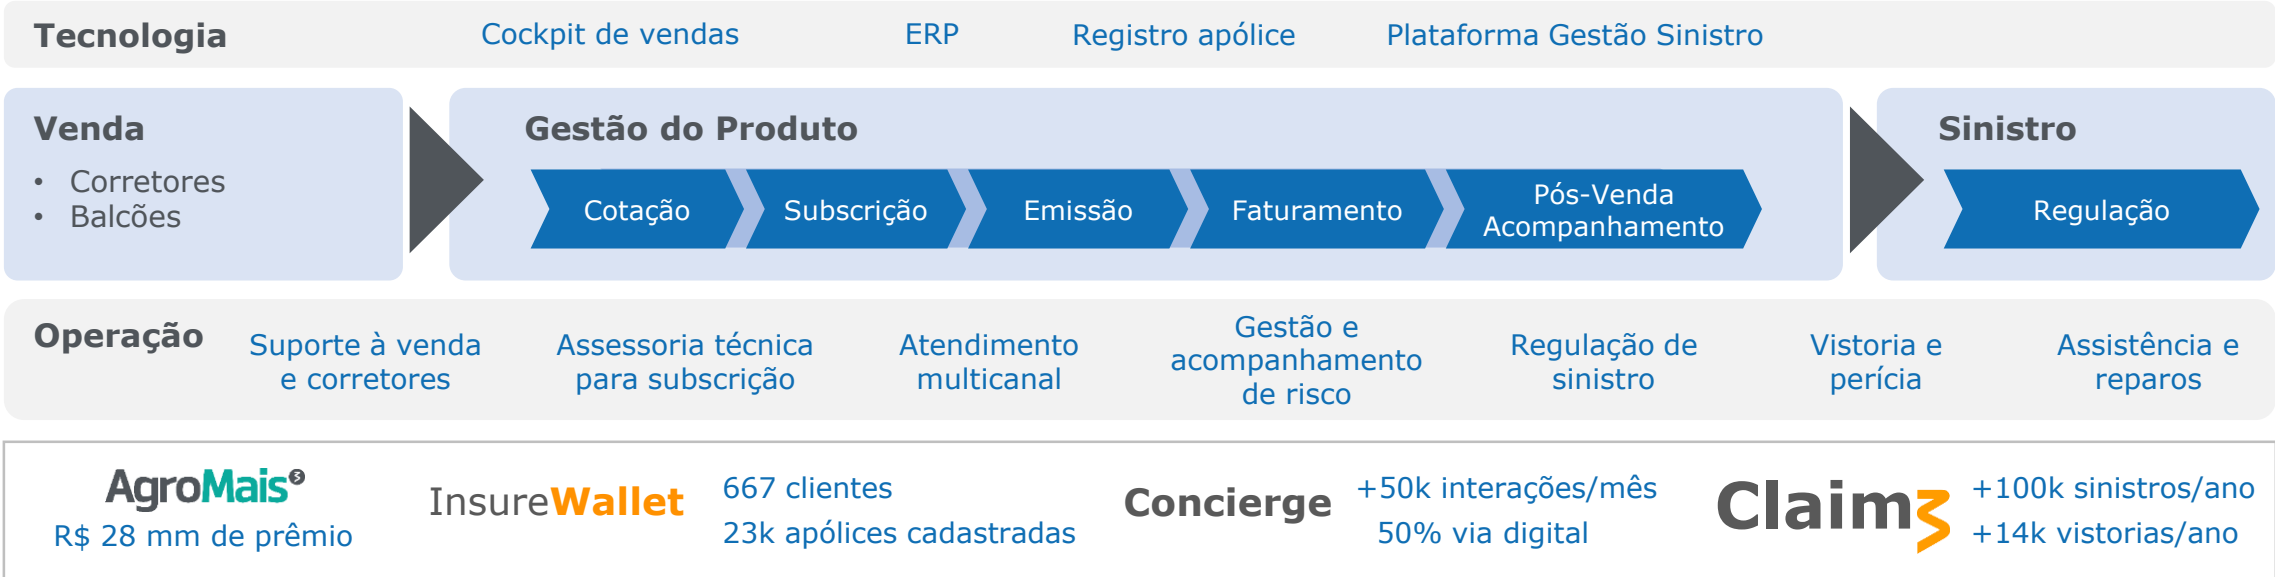 Tecnologia
Cockpit de vendas
ERP
Registro apólice
Plataforma Gestão Sinistro
Venda
• Corretores
• Balcões
Gestão do Produto
Cotação
Subscrição
Emissão
Faturamento
Pós-Venda
Acompanhamento
Sinistro
Regulação
Operação
Suporte à venda
e corretores
Assessoria técnica
para subscrição
Atendimento
multicanal
Gestão e
acompanhamento
de risco
Regulação de
sinistro
Vistoria e
perícia
Assistência e
reparos
AgroMais
R$ 28 mm de prêmio
InsureWallet
667 clientes
23k apólices cadastradas
Concierge
+50k interações/mês
50% via digital
Claim
+100k sinistros/ano
+14k vistorias/ano